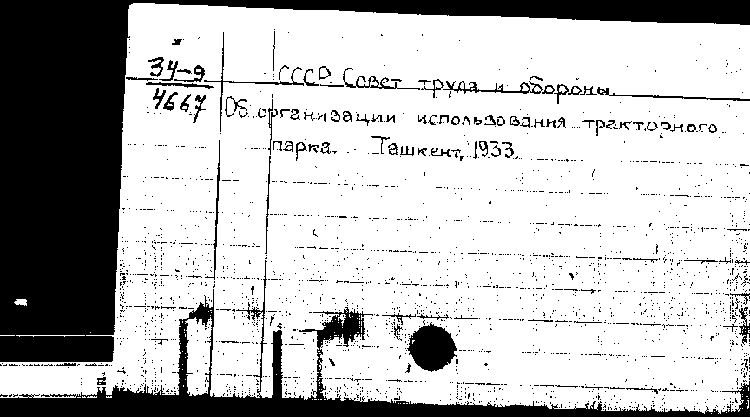 34-9
4667
СССР. Совет труда и обороны.
Об организации использования тракторного
парка. Ташкент, 1933.